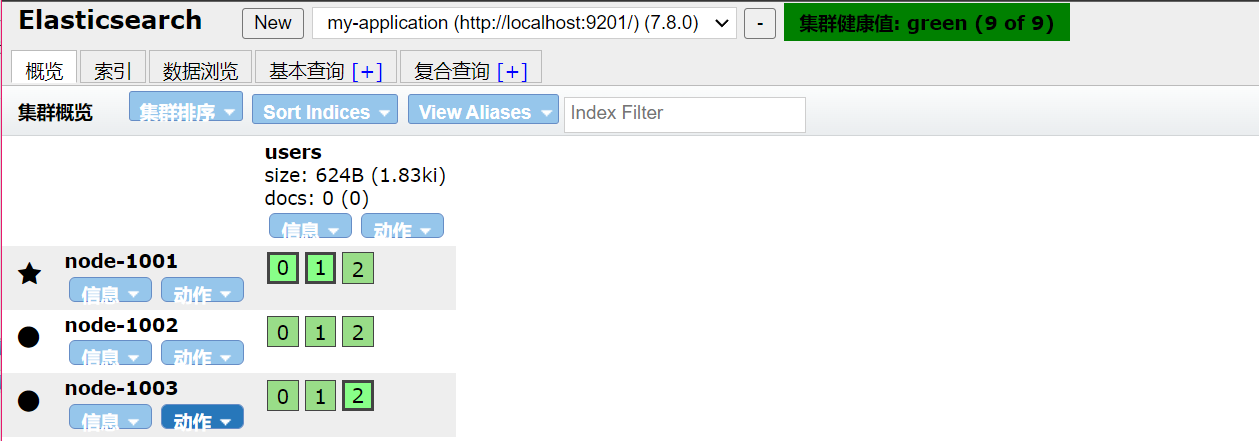 Elasticsearch New my-application (http://localhost:9201/) (7.8.0) - 集群健康值: green (9 of 9)
概览 索引 数据浏览 基本查询 [+] 复合查询 [+]
集群概览 集群排序 Sort Indices View Aliases Index Filter
users
size: 624B (1.83ki)
docs: 0 (0)
信息 动作
node-1001 0 1 2
信息 动作
node-1002 0 1 2
信息 动作
node-1003 0 1 2
信息 动作